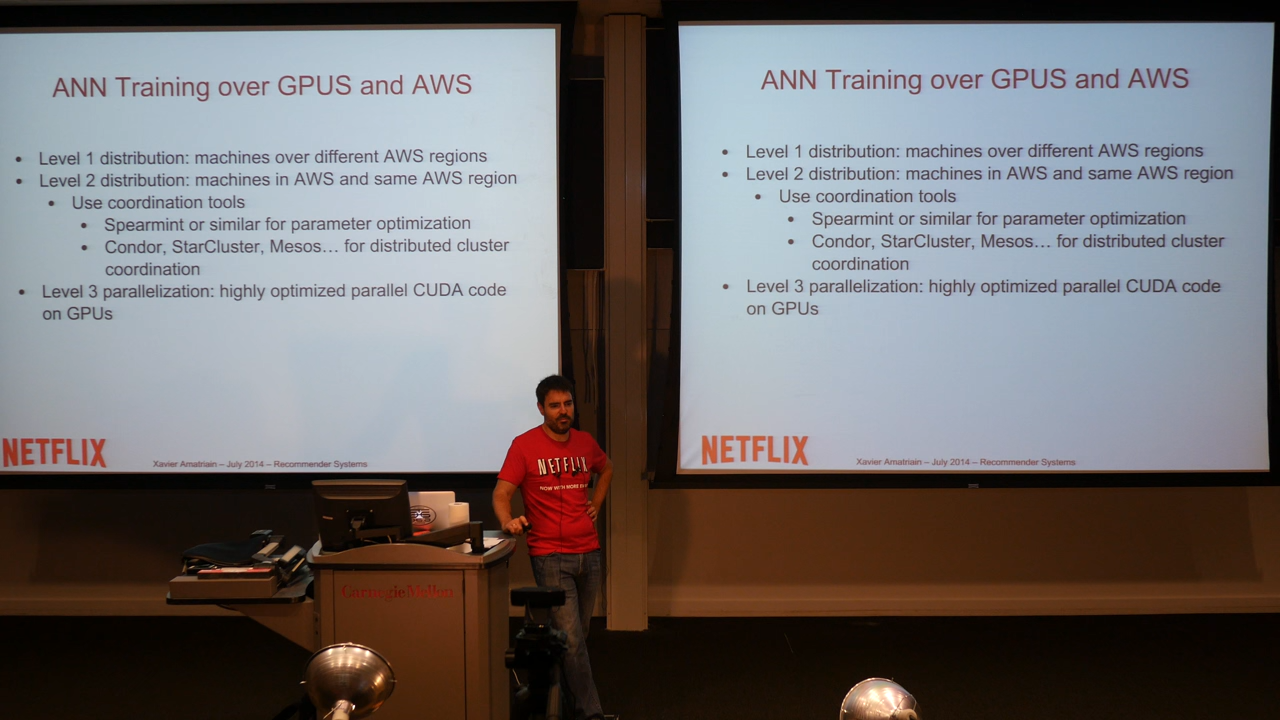 ANN Training over GPUS and AWS
• Level 1 distribution: machines over different AWS regions
• Level 2 distribution: machines in AWS and same AWS region
• Use coordination tools
• Spearmint or similar for parameter optimization
• Condor, StarCluster, Mesos… for distributed cluster
coordination
• Level 3 parallelization: highly optimized parallel CUDA code
on GPUs
NETFLIX
Xavier Amatriain – July 2014 – Recommender Systems
ANN Training over GPUS and AWS
• Level 1 distribution: machines over different AWS regions
• Level 2 distribution: machines in AWS and same AWS region
• Use coordination tools
• Spearmint or similar for parameter optimization
• Condor, StarCluster, Mesos… for distributed cluster
coordination
• Level 3 parallelization: highly optimized parallel CUDA code
on GPUs
NETFLIX
Xavier Amatriain – July 2014 – Recommender Systems
NETFLIX
NOW WITH MORE
Carnegie Mellon